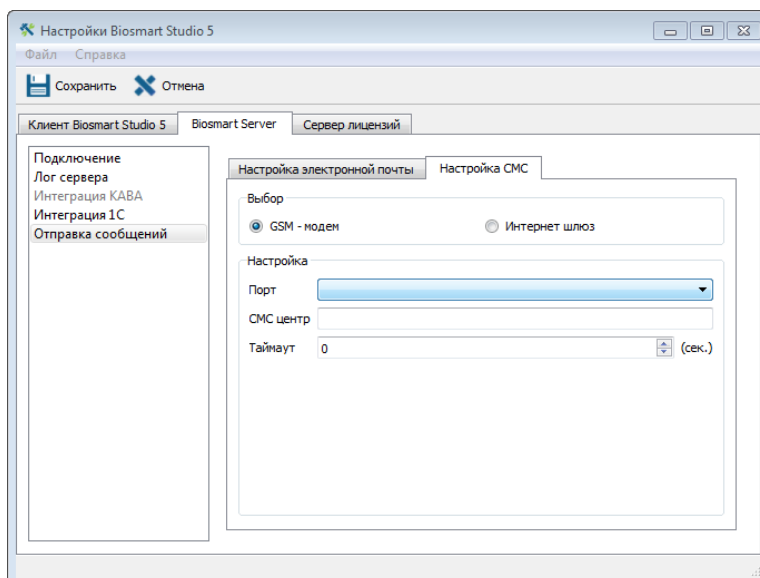 Настройки Biosmart Studio 5
Файл Справка
Сохранить Отмена
Клиент Biosmart Studio 5 Biosmart Server Сервер лицензий
Подключение
Лог сервера
Интеграция КАВА
Интеграция 1С
Отправка сообщений
Настройка электронной почты Настройка СМС
Выбор
GSM - модем Интернет шлюз
Настройка
Порт
СМС центр
Таймаут 0 (сек.)